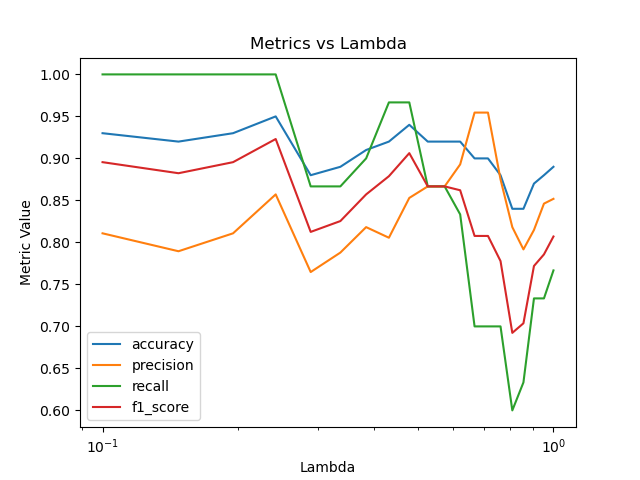 Metrics vs Lambda
1.00
0.95
0.90
0.85
0.80
0.75
0.70
0.65
0.60
Metric Value
accuracy
precision
recall
f1_score
10⁻¹
10⁰
Lambda